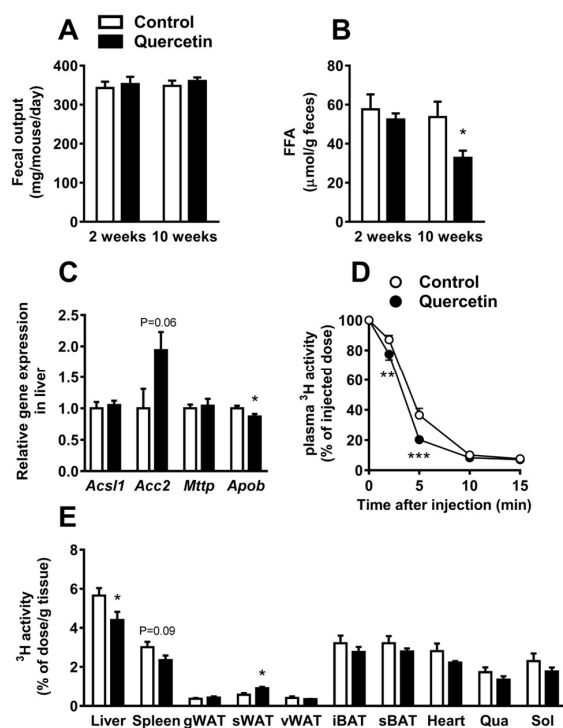 A
Control
Quercetin
Fecal output
(mg/mouse/day)
400
300
200
100
0
2 weeks 10 weeks
B
FFA
(μmol/g feces)
80
60
40
20
0
*
2 weeks 10 weeks
C
Relative gene expression
in liver
2.5
2.0
1.5
1.0
0.5
0.0
P=0.06
*
Acsl1 Acc2 Mttp Apob
D
Control
Quercetin
plasma ³H activity
(% of injected dose)
100
80
60
40
20
0
**
***
0 5 10 15
Time after injection (min)
E
³H activity
(% of dose/g tissue)
8
6
4
2
0
*
P=0.09
*
Liver Spleen gWAT sWAT vWAT iBAT sBAT Heart Qua Sol